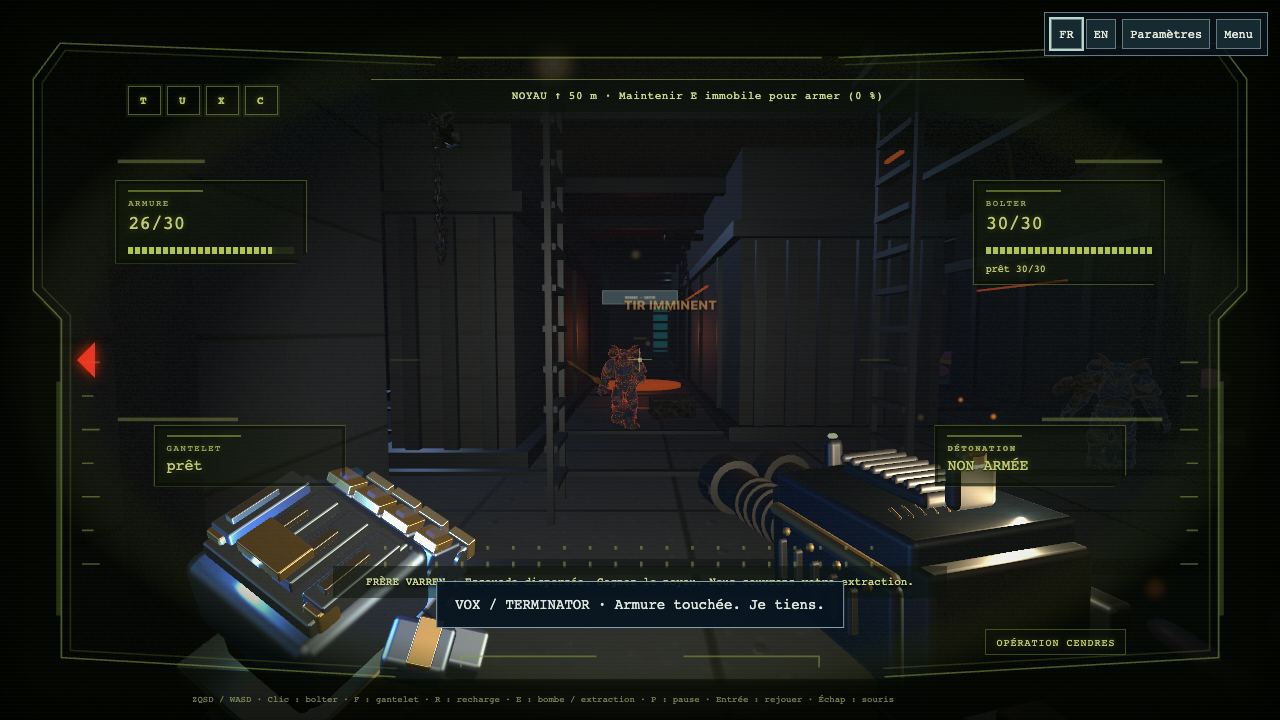 FR EN Paramètres Menu
T U X C
NOYAU ↑ 50 m · Maintenir E immobile pour armer (0 %)
ARMURE
26/30
BOLTER
30/30
prêt 30/30
TIR IMMINENT
GANTELET
prêt
DÉTONATION
NON ARMÉE
FRÈRE VARREN
extraction.
VOX / TERMINATOR · Armure touchée. Je tiens.
OPÉRATION CENDRES
ZQSD / WASD · Clic : bolter · F : gantelet · R : recharge · E : bombe / extraction · P : pause · Entrée : rejouer · Échap : souris